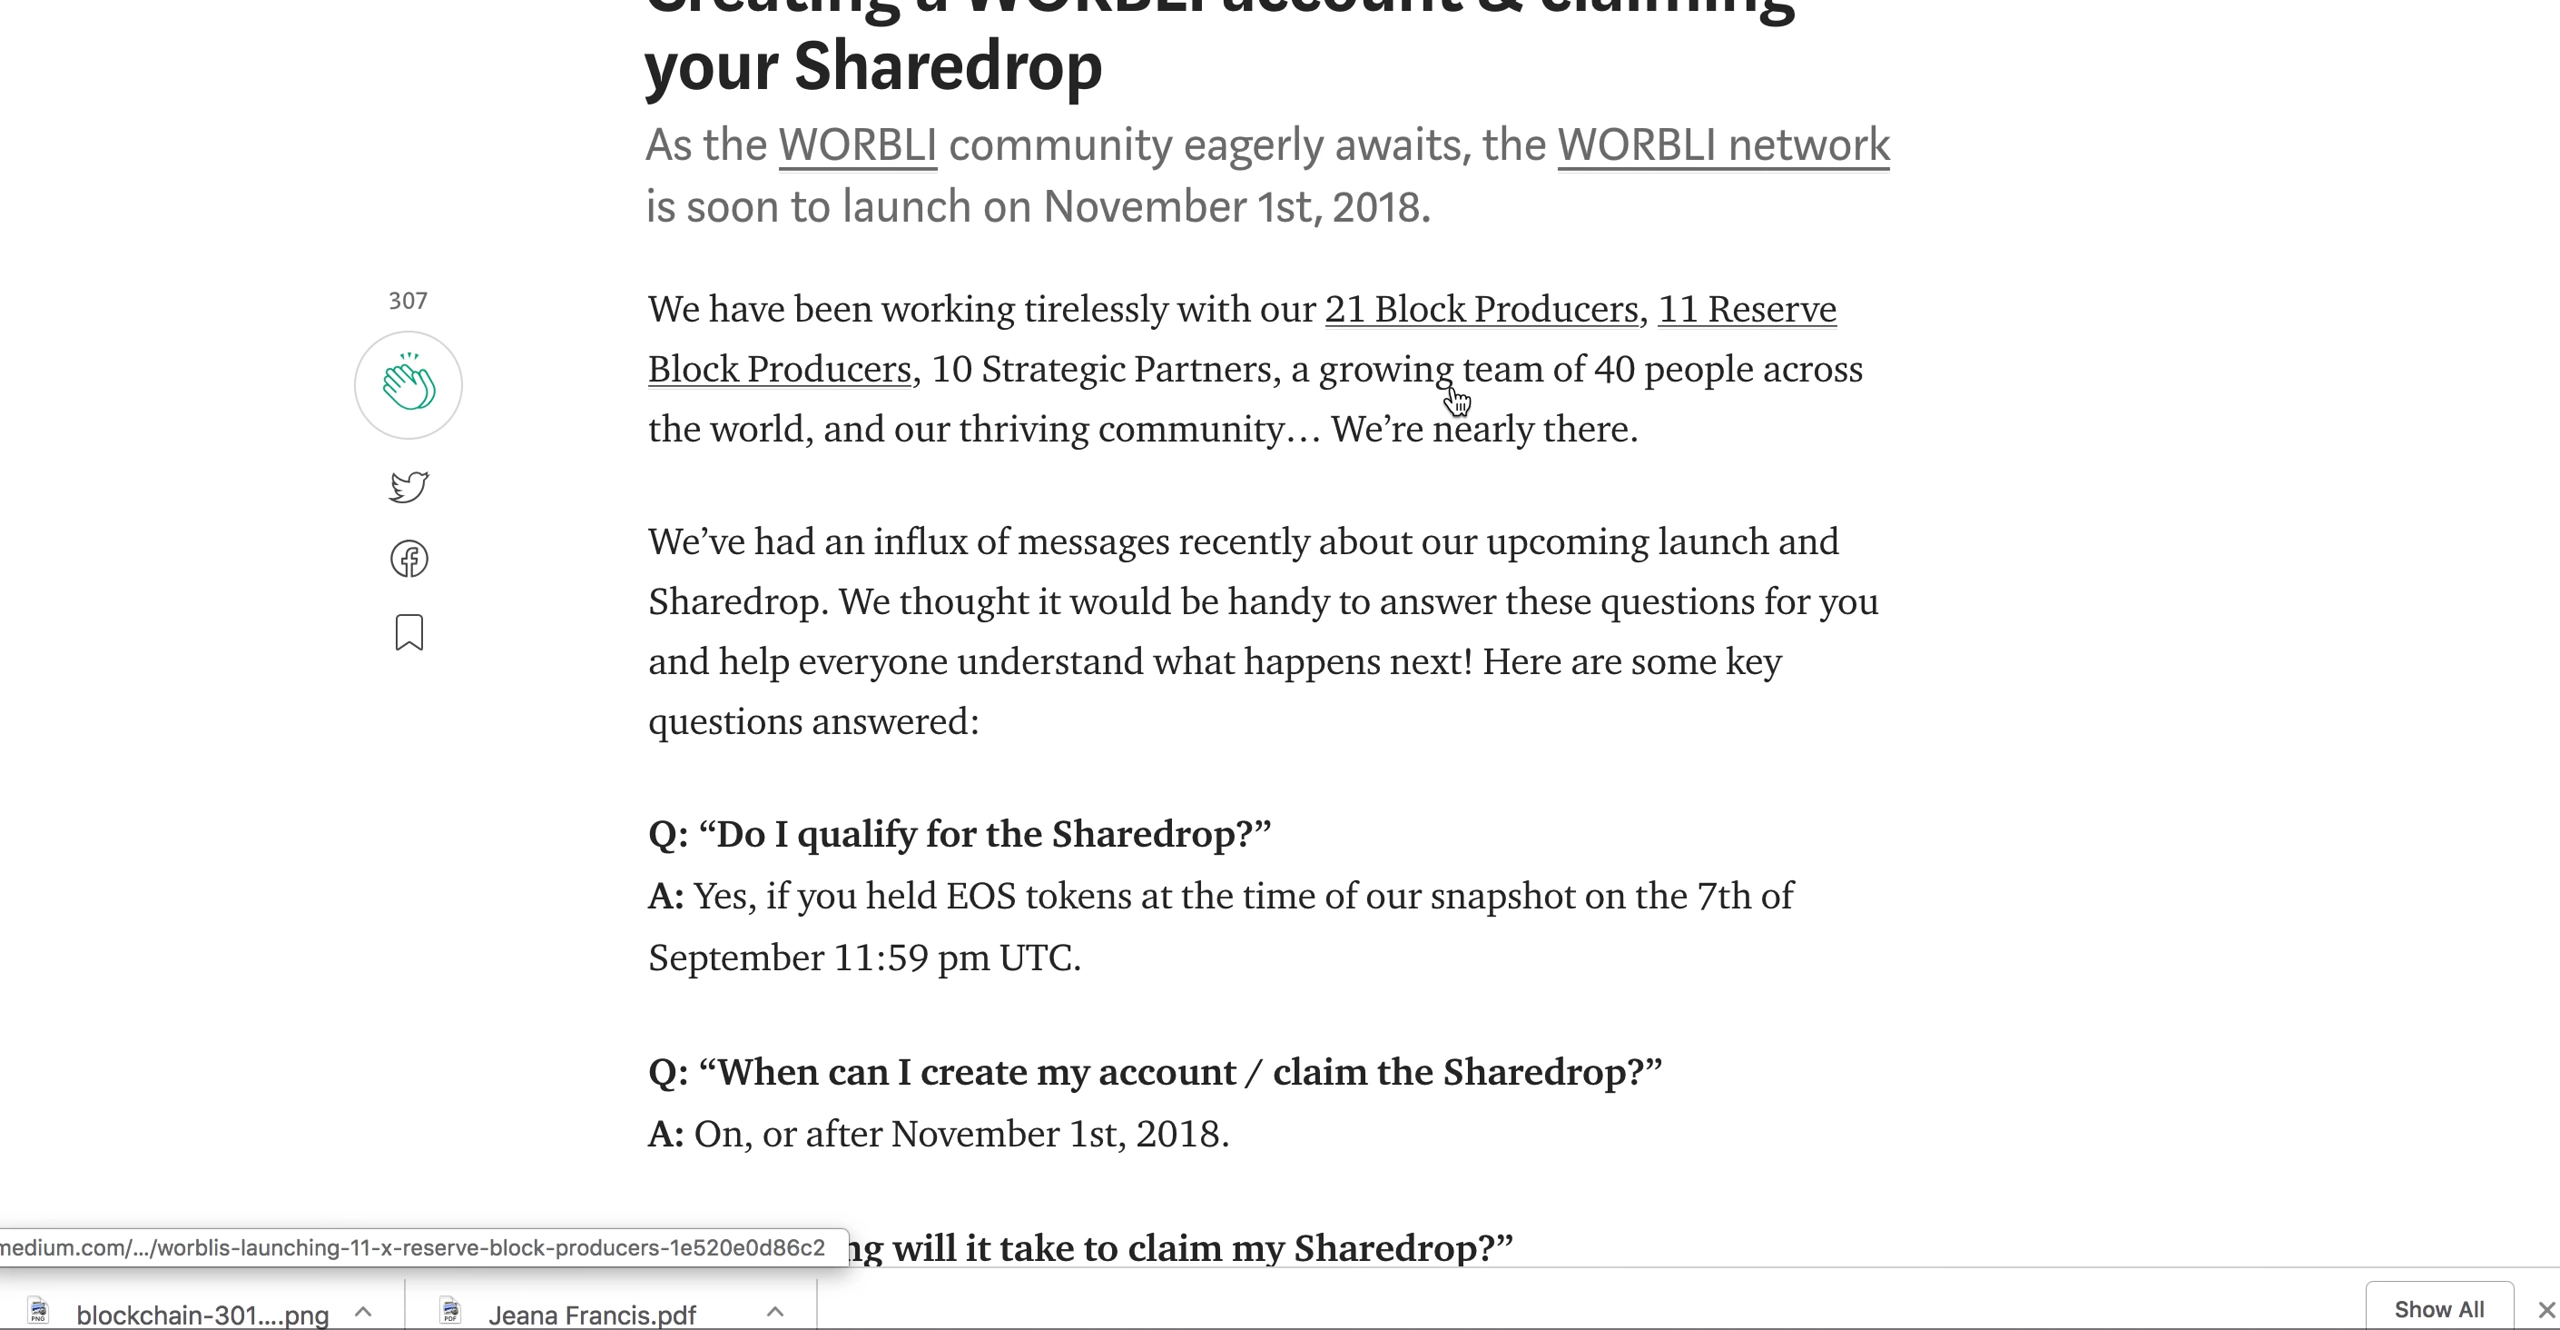 Creating a WORBLI account & claiming
your Sharedrop
As the WORBLI community eagerly awaits, the WORBLI network
is soon to launch on November 1st, 2018.
307
We have been working tirelessly with our 21 Block Producers, 11 Reserve
Block Producers, 10 Strategic Partners, a growing team of 40 people across
the world, and our thriving community… We’re nearly there.
We’ve had an influx of messages recently about our upcoming launch and
Sharedrop. We thought it would be handy to answer these questions for you
and help everyone understand what happens next! Here are some key
questions answered:
Q: “Do I qualify for the Sharedrop?”
A: Yes, if you held EOS tokens at the time of our snapshot on the 7th of
September 11:59 pm UTC.
Q: “When can I create my account / claim the Sharedrop?”
A: On, or after November 1st, 2018.
ng will it take to claim my Sharedrop?”
medium.com/…/worblis-launching-11-x-reserve-block-producers-1e520e0d86c2
blockchain-301....png
Jeana Francis.pdf
Show All